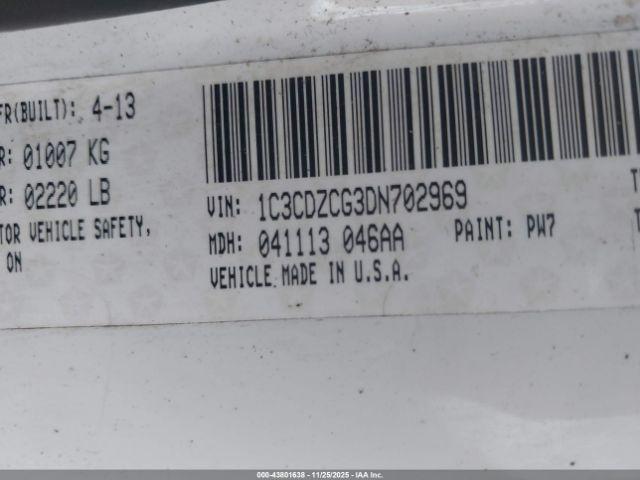 FR(BUILT): 4-13
R: 01007 KG
R: 02220 LB
TOR VEHICLE SAFETY,
ON
VIN: 1C3CDZCG3DN702969
MDH: 041113 046AA PAINT: PW7
VEHICLE MADE IN U.S.A.
000-43801638 - 11/25/2025 - IAA Inc.